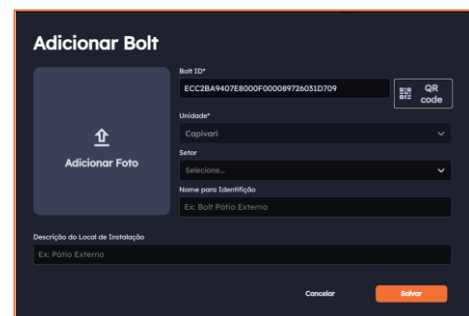 Adicionar Bolt
Bolt ID*
ECC2BA9407E8000F000089726031D709
QR
code
Unidade*
Capivari
Adicionar Foto
Setor
Selecione...
Nome para Identifição
Ex: Bolt Pátio Externo
Descrição do Local de Instalação
Ex: Pátio Externo
Cancelar
Salvar